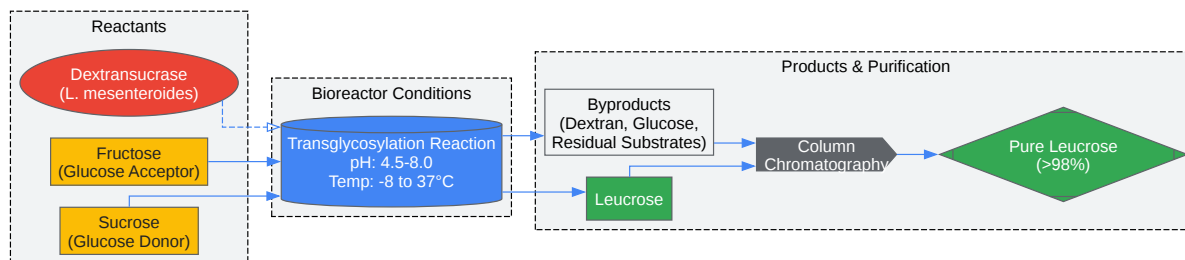 Reactants
Dextransucrase
(L. mesenteroides)
Fructose
(Glucose Acceptor)
Sucrose
(Glucose Donor)
Bioreactor Conditions
Transglycosylation Reaction
pH: 4.5-8.0
Temp: -8 to 37°C
Products & Purification
Byproducts
(Dextran, Glucose,
Residual Substrates)
Leucrose
Column
Chromatography
Pure Leucrose
(>98%)